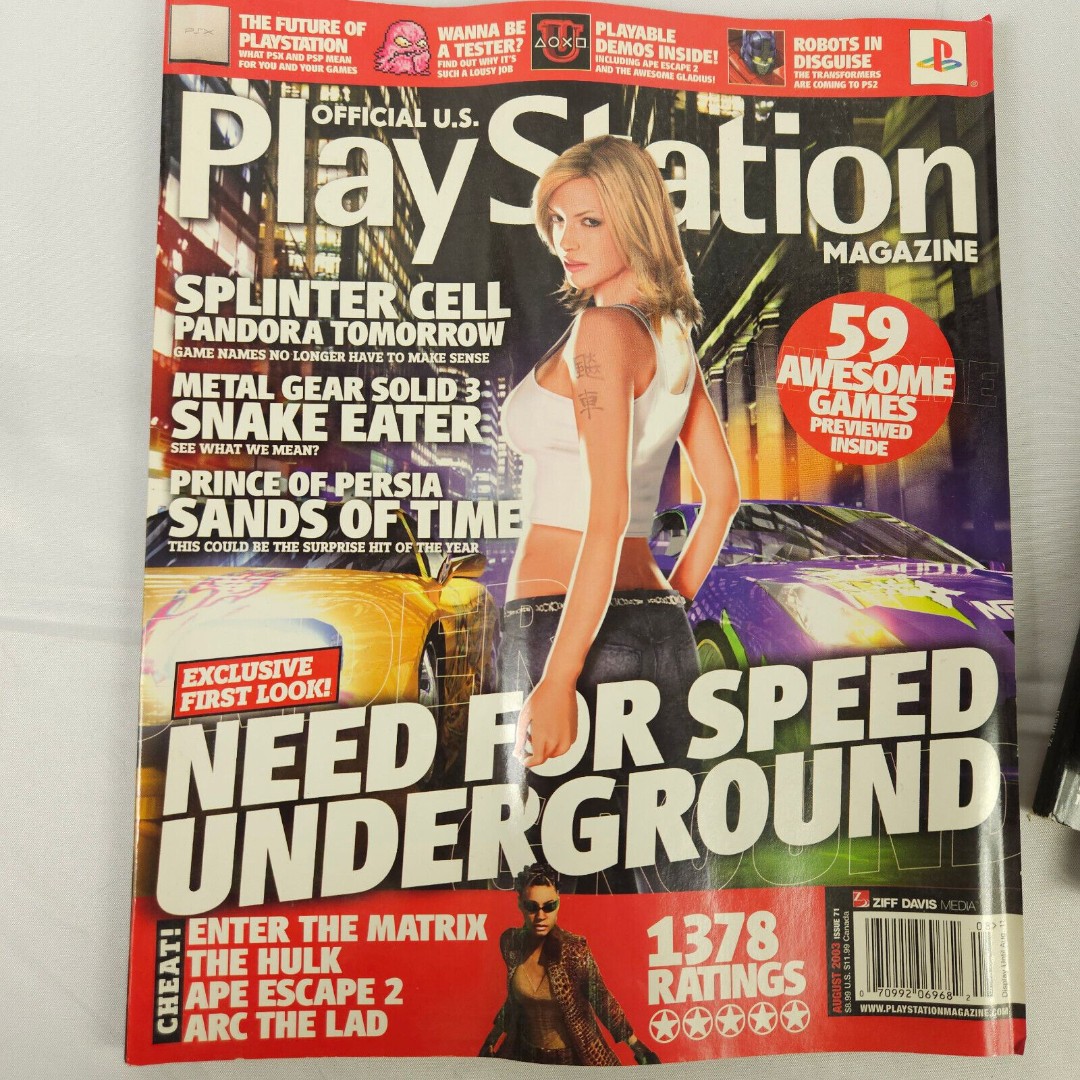 PSX
THE FUTURE OF
PLAYSTATION
WHAT PSX AND PSP MEAN
FOR YOU AND YOUR GAMES
WANNA BE
A TESTER?
FIND OUT WHY IT'S
SUCH A LOUSY JOB
U
PLAYABLE
DEMOS INSIDE!
INCLUDING APE ESCAPE 2
AND THE AWESOME GLADIUS!
ROBOTS IN
DISGUISE
THE TRANSFORMERS
ARE COMING TO PS2
OFFICIAL U.S.
PlayStation
MAGAZINE
SPLINTER CELL
PANDORA TOMORROW
GAME NAMES NO LONGER HAVE TO MAKE SENSE
METAL GEAR SOLID 3
SNAKE EATER
SEE WHAT WE MEAN?
PRINCE OF PERSIA
SANDS OF TIME
THIS COULD BE THE SURPRISE HIT OF THE YEAR
飈
車
59
AWESOME
GAMES
PREVIEWED
INSIDE
EXCLUSIVE
FIRST LOOK!
NEED FOR SPEED
UNDERGROUND
CHEAT!
ENTER THE MATRIX
THE HULK
APE ESCAPE 2
ARC THE LAD
1378
RATINGS
ZIFF DAVIS MEDIA
AUGUST 2003 ISSUE 71
$8.99 U.S. $11.99 Canada
0 70992 06968 2
Display Until Aug
WWW.PLAYSTATIONMAGAZINE.COM